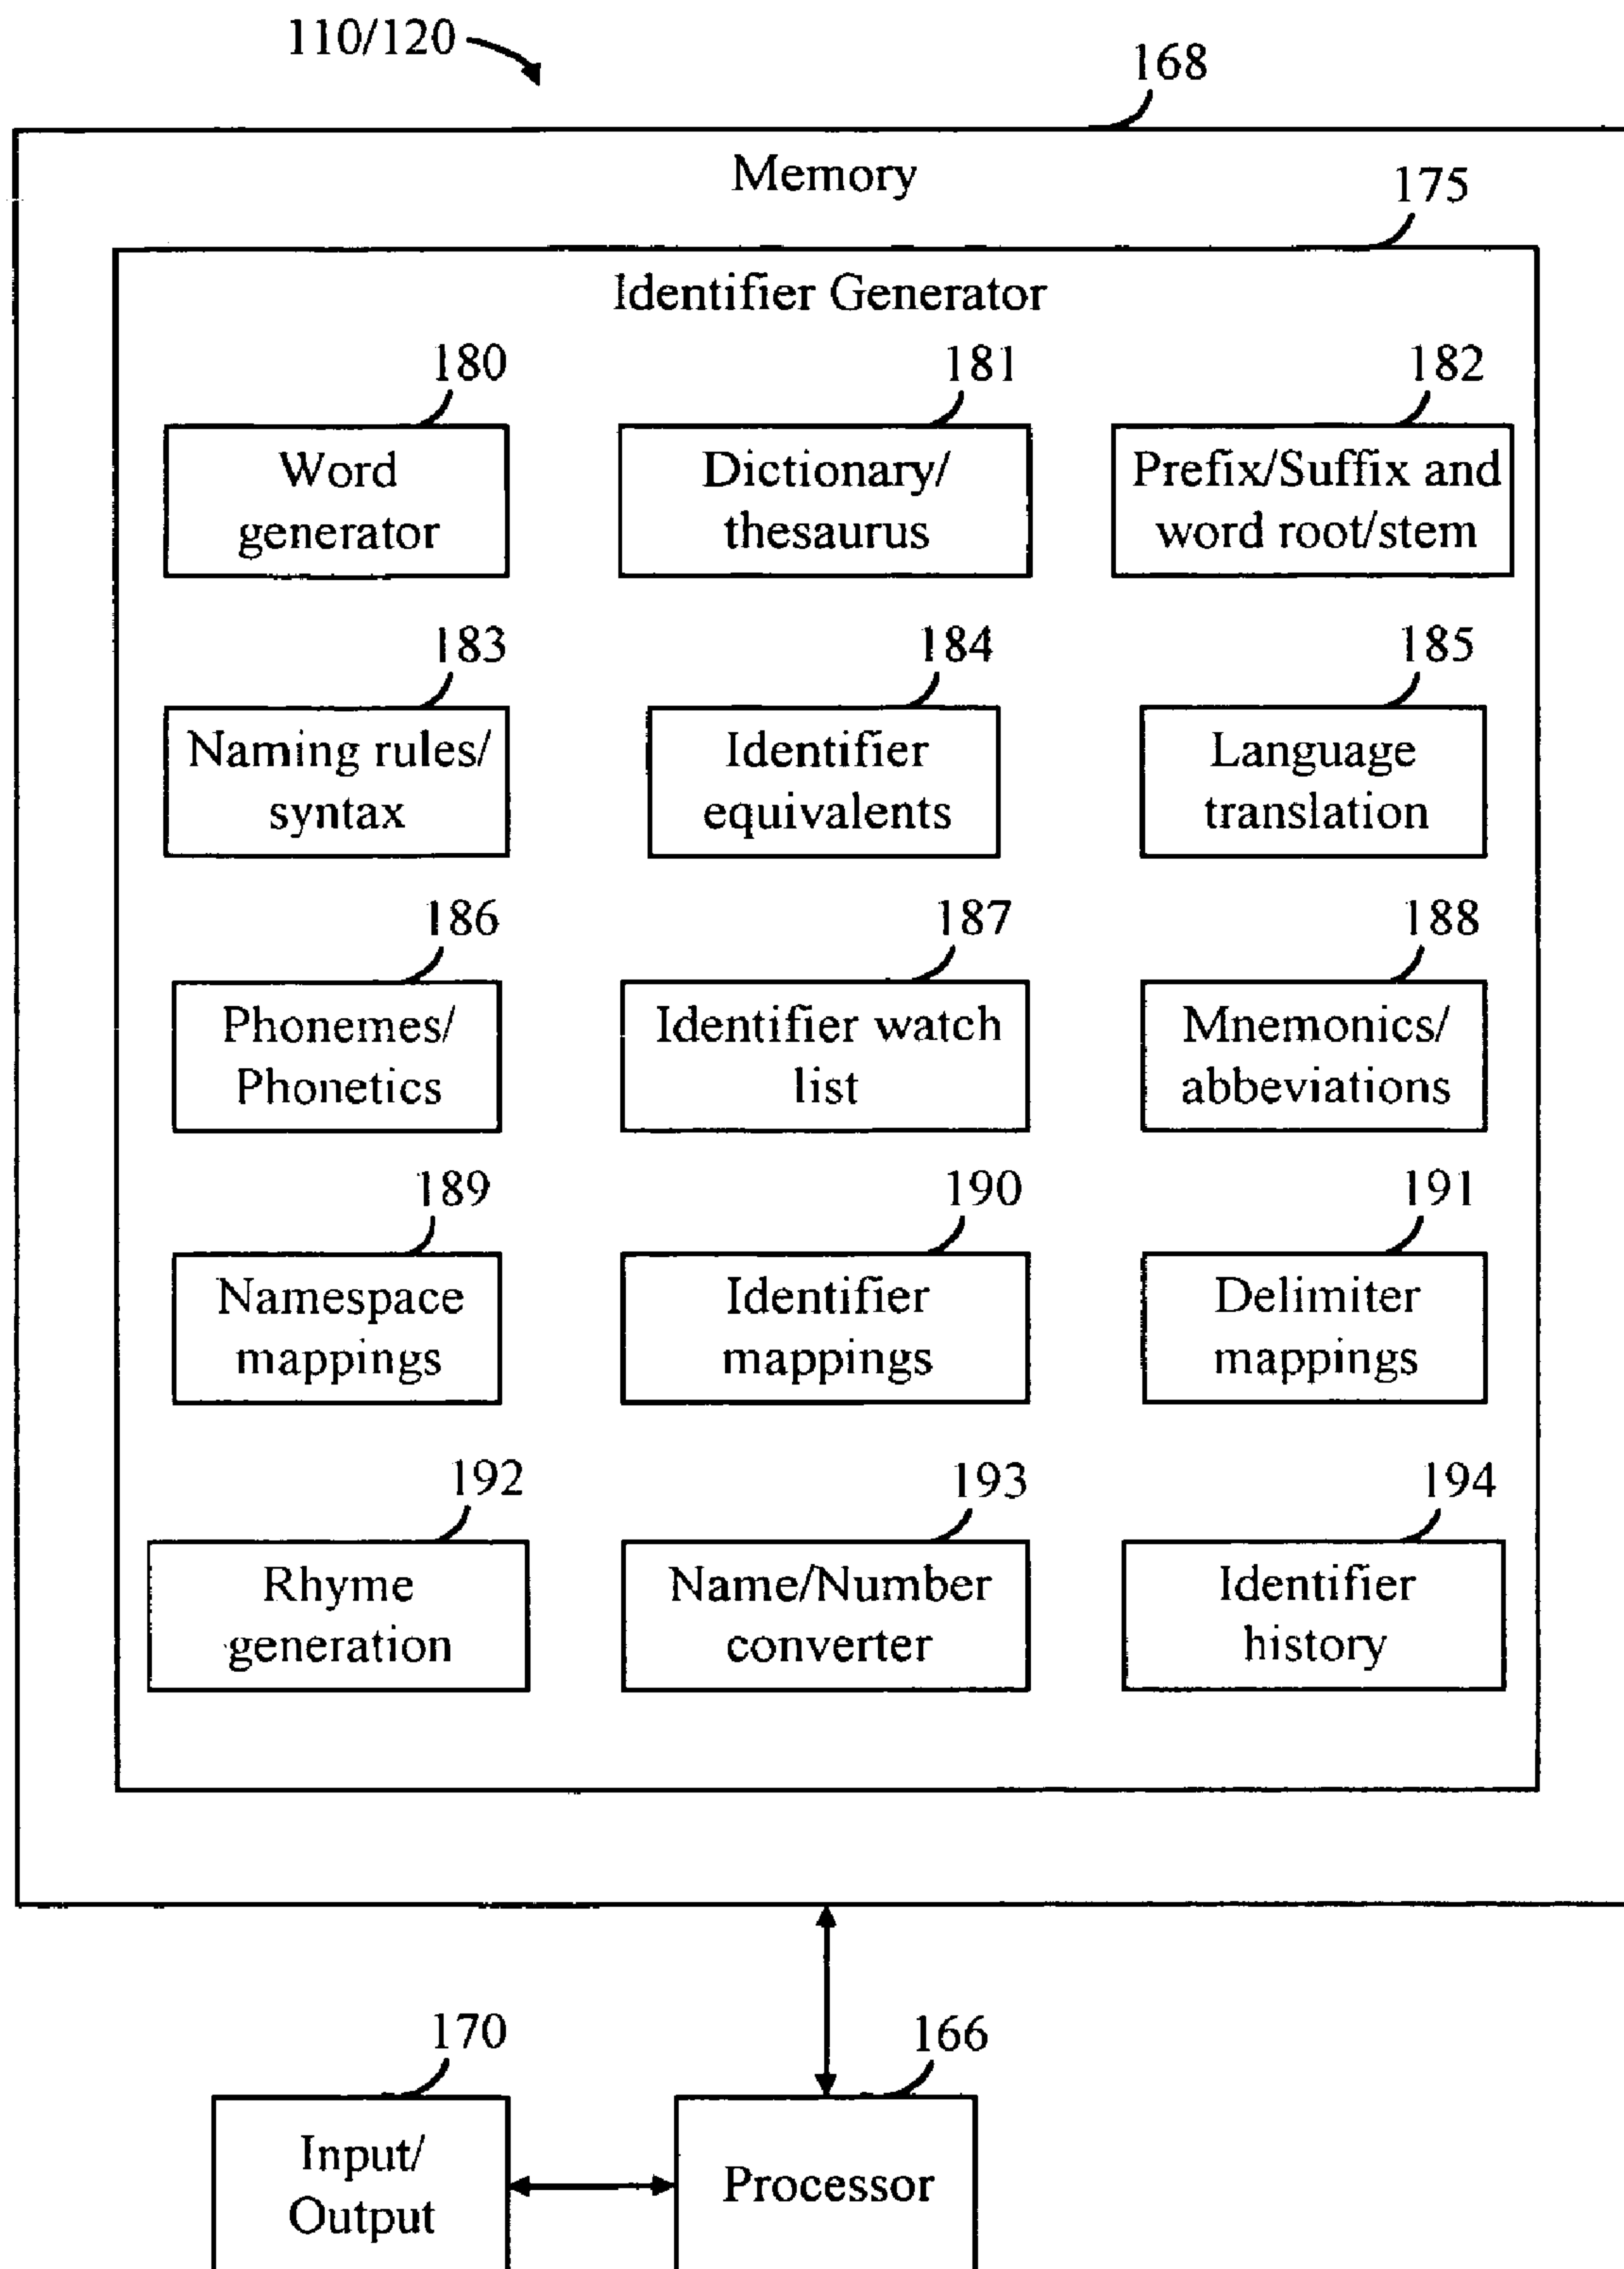 110/120
168
Memory
175
Identifier Generator
180
181
182
Word
generator
Dictionary/
thesaurus
Prefix/Suffix and
word root/stem
183
184
185
Naming rules/
syntax
Identifier
equivalents
Language
translation
186
187
188
Phonemes/
Phonetics
Identifier watch
list
Mnemonics/
abbeviations
189
190
191
Namespace
mappings
Identifier
mappings
Delimiter
mappings
192
193
194
Rhyme
generation
Name/Number
converter
Identifier
history
170
166
Input/
Output
Processor